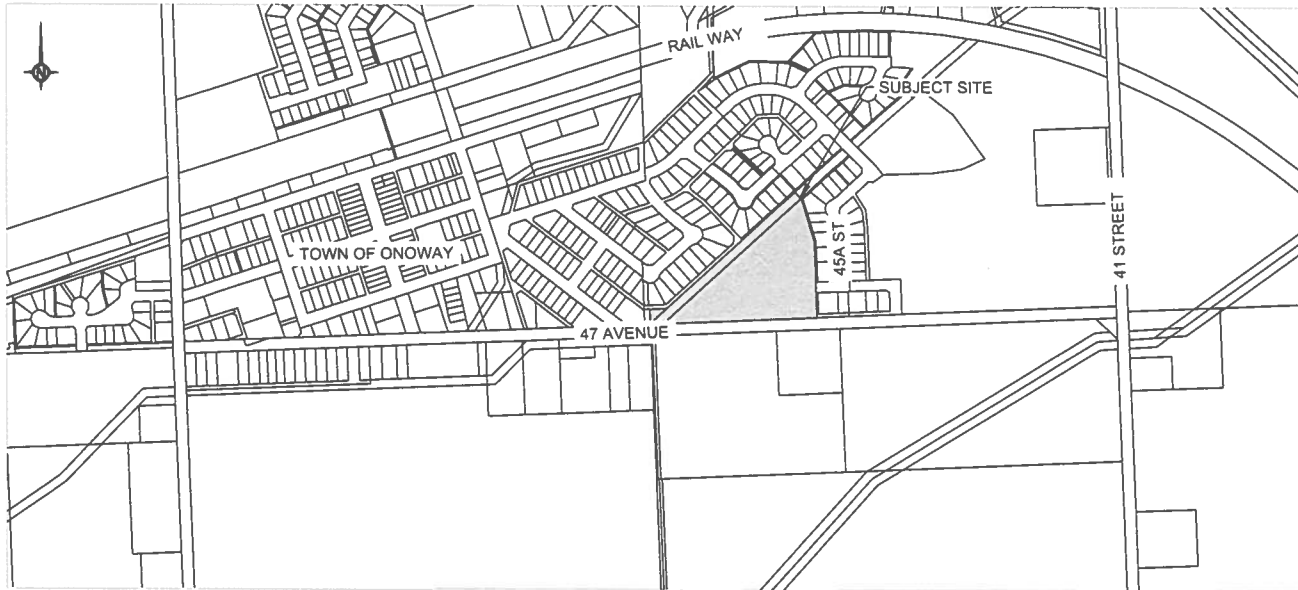 RAIL WAY
SUBJECT SITE
N
TOWN OF ONOWAY
45A ST
41 STREET
47 AVENUE